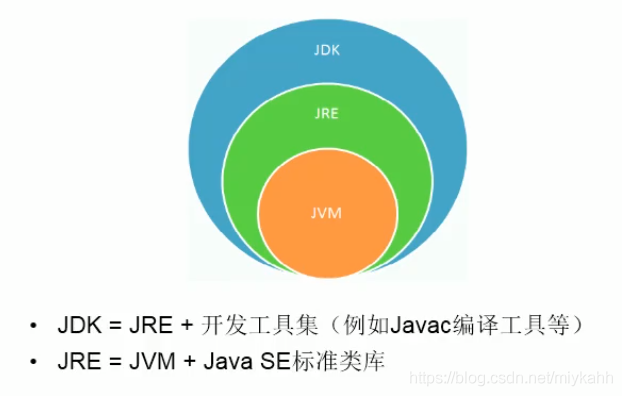 JDK
JRE
JVM
• JDK = JRE + 开发工具集（例如Javac编译工具等）
• JRE = JVM + Java SE标准类库
https://blog.csdn.net/miykahh